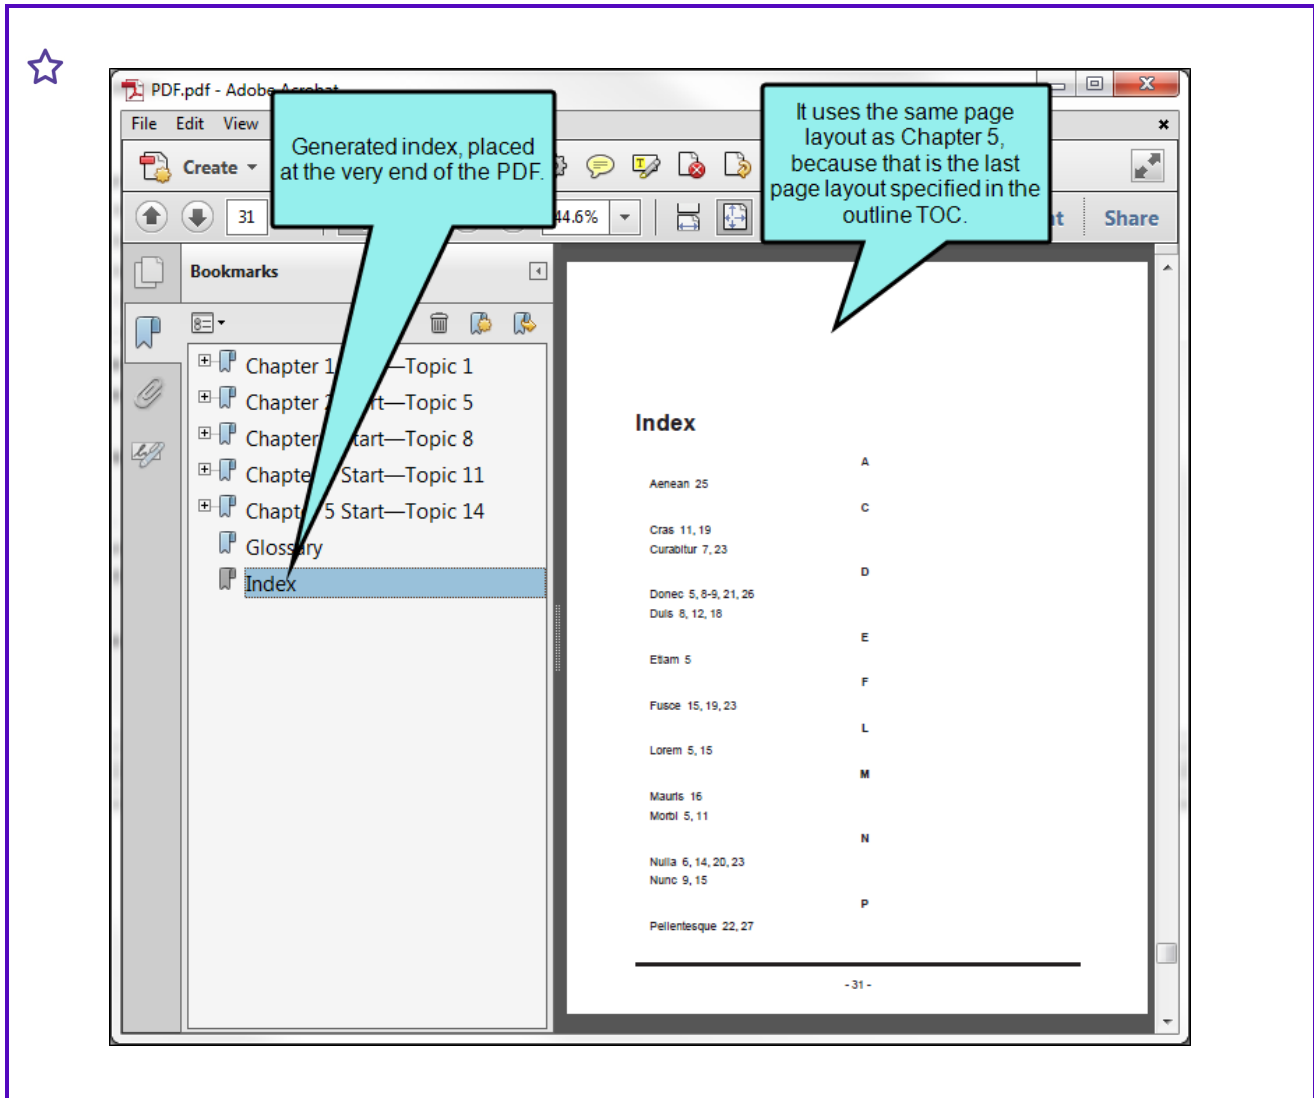 PDF.pdf - Adobe Acrobat
File Edit View
Generated index, placed
at the very end of the PDF.
It uses the same page
layout as Chapter 5,
because that is the last
page layout specified in the
outline TOC.
Create
31
44.6%
Share
Bookmarks
Chapter 1 —Topic 1
Chapter 2 —Topic 5
Chapter Start—Topic 8
Chapter Start—Topic 11
Chapter 5 Start—Topic 14
Glossary
Index
Index
A
Aenean 25
C
Cras 11, 19
Curabitur 7, 23
D
Donec 5, 8-9, 21, 26
Duis 8, 12, 18
E
Etiam 5
F
Fusce 15, 19, 23
L
Lorem 5, 15
M
Mauris 16
Morbi 5, 11
N
Nulla 6, 14, 20, 23
Nunc 9, 15
P
Pellentesque 22, 27
- 31 -